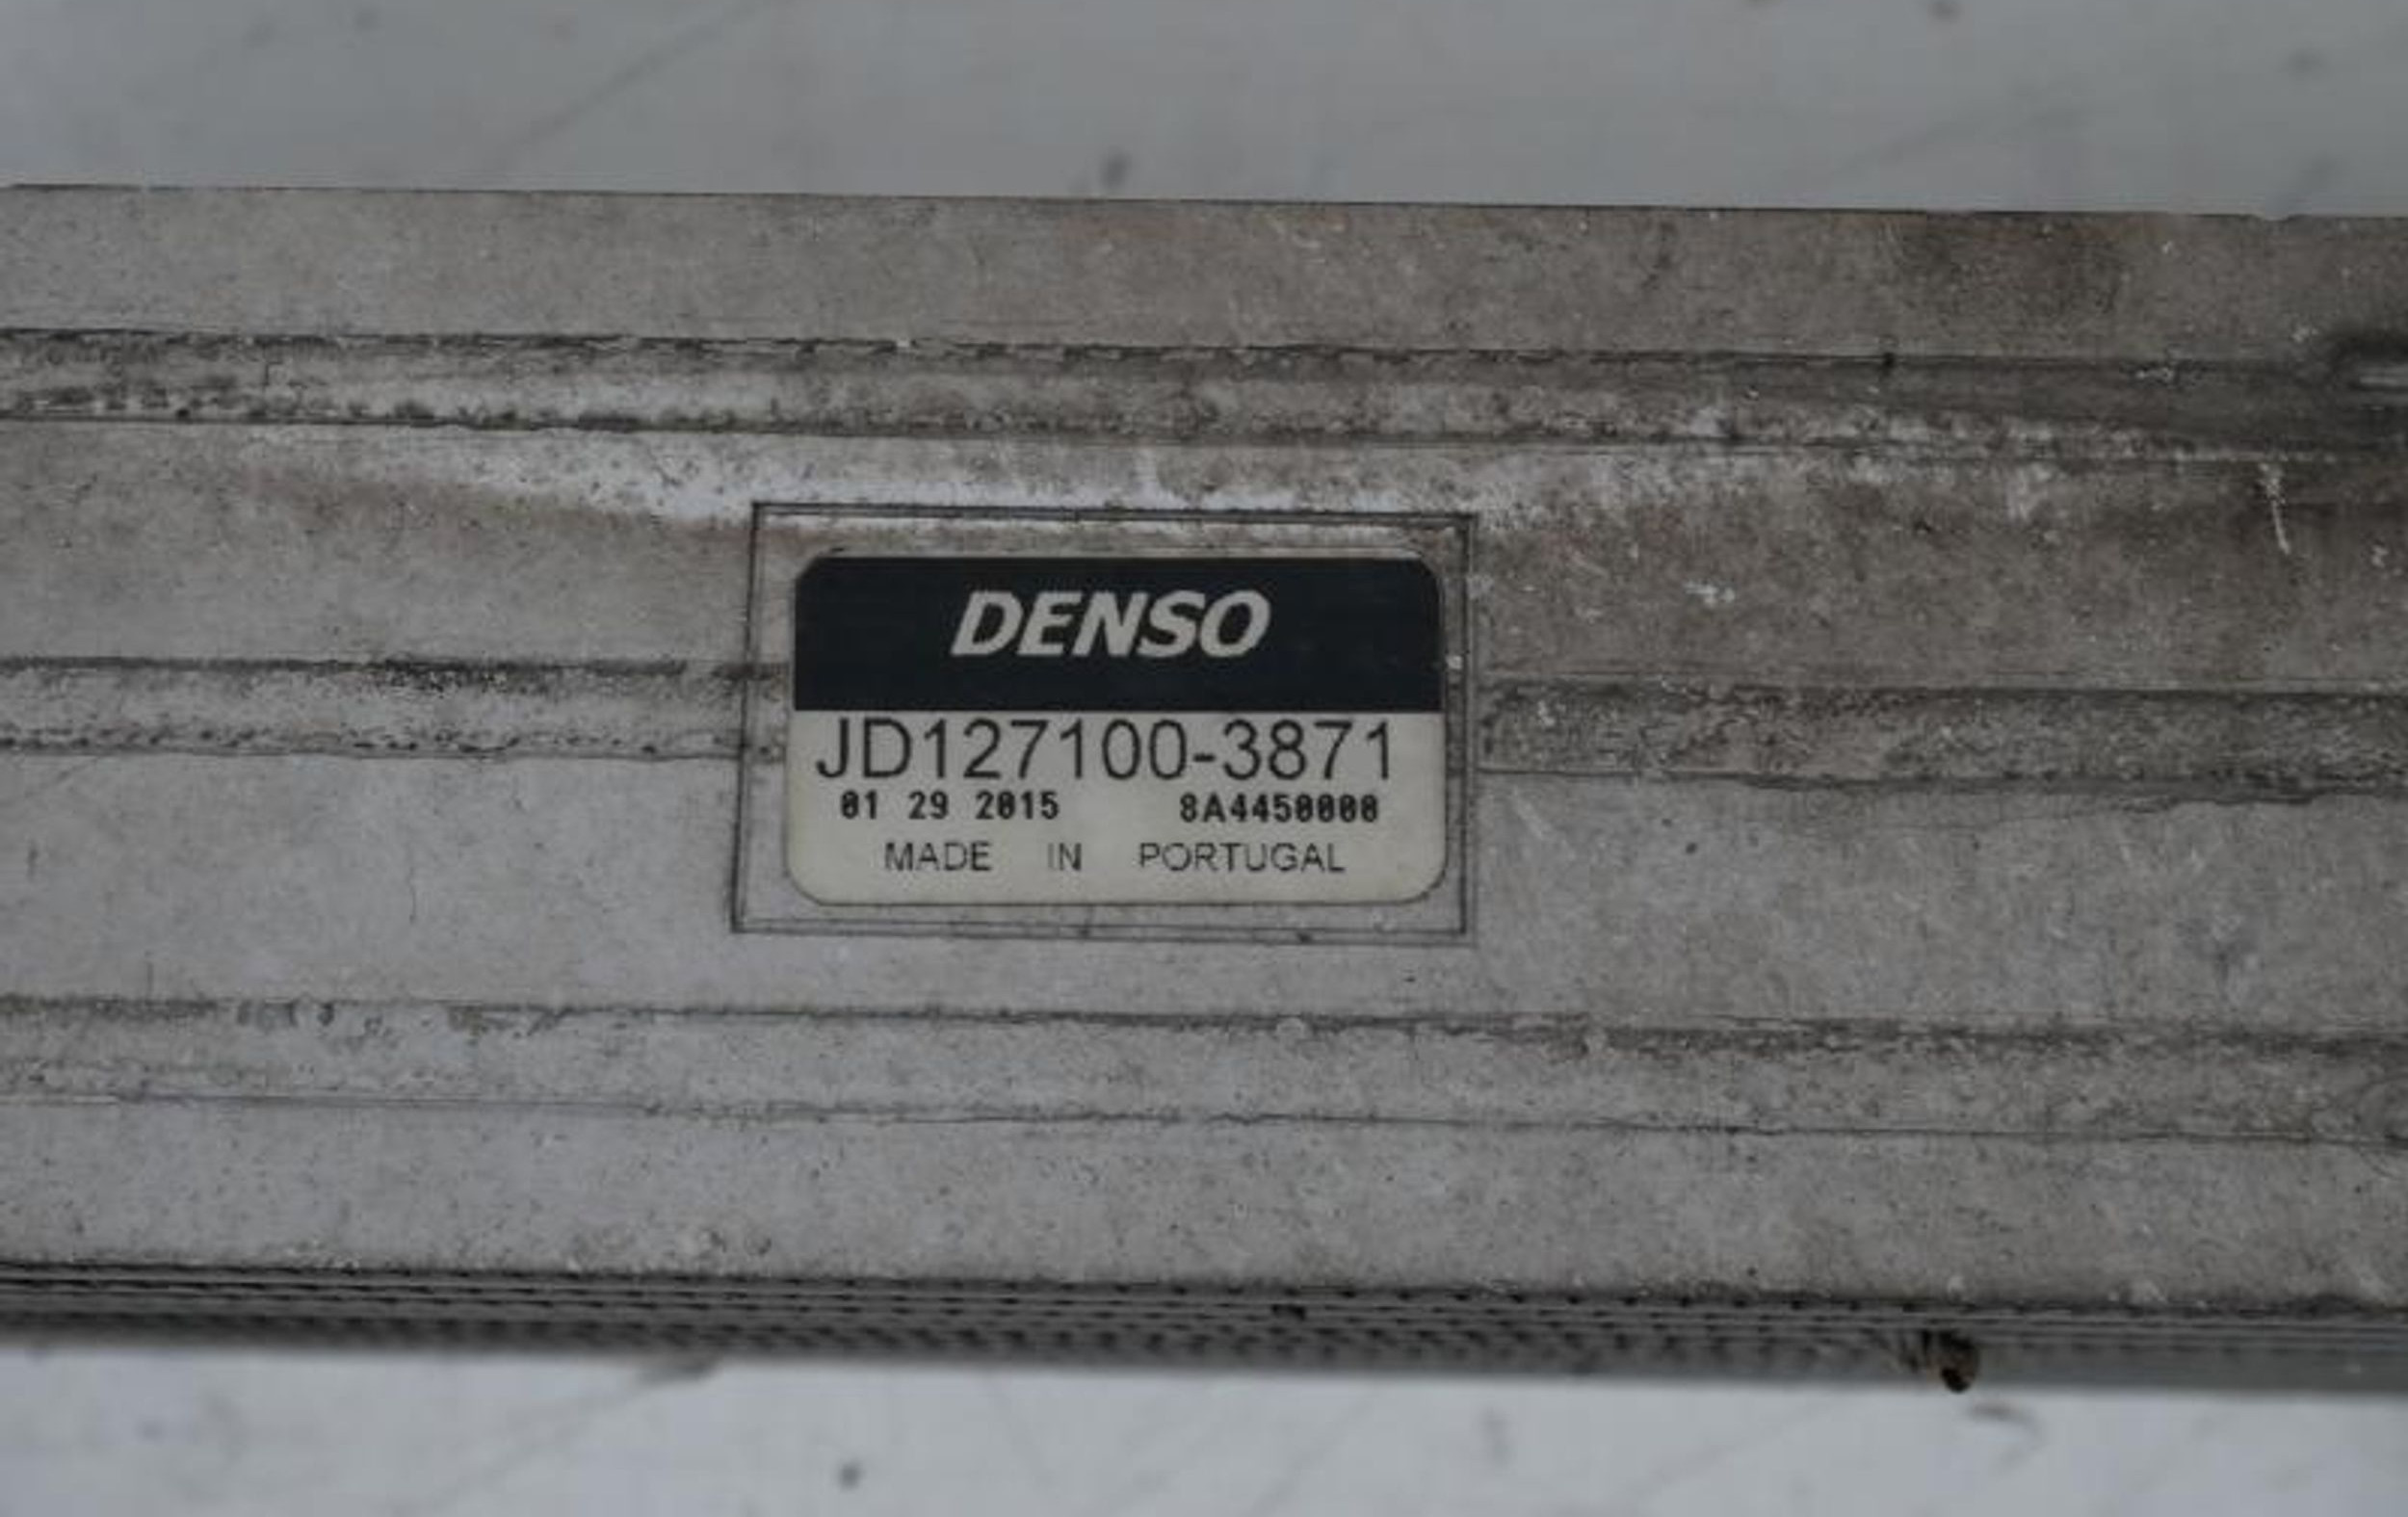 DENSO
JD127100-3871
01 29 2015 8A4450000
MADE IN PORTUGAL